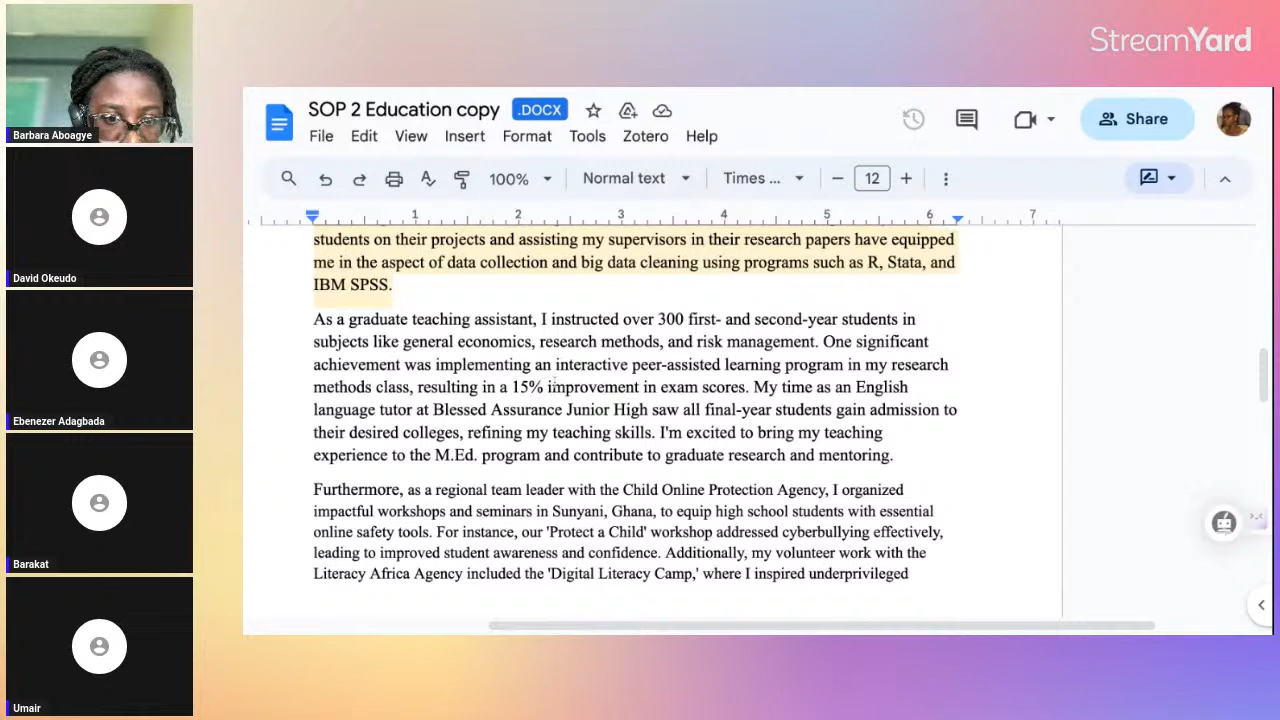 StreamYard
Barbara Aboagye
David Okeudo
Ebenezer Adagbada
Barakat
Umair
SOP 2 Education copy .DOCX
File Edit View Insert Format Tools Zotero Help
Share
100% Normal text Times ... 12
1 2 3 4 5 6 7
students on their projects and assisting my supervisors in their research papers have equipped
me in the aspect of data collection and big data cleaning using programs such as R, Stata, and
IBM SPSS.
As a graduate teaching assistant, I instructed over 300 first- and second-year students in
subjects like general economics, research methods, and risk management. One significant
achievement was implementing an interactive peer-assisted learning program in my research
methods class, resulting in a 15% improvement in exam scores. My time as an English
language tutor at Blessed Assurance Junior High saw all final-year students gain admission to
their desired colleges, refining my teaching skills. I'm excited to bring my teaching
experience to the M.Ed. program and contribute to graduate research and mentoring.
Furthermore, as a regional team leader with the Child Online Protection Agency, I organized
impactful workshops and seminars in Sunyani, Ghana, to equip high school students with essential
online safety tools. For instance, our 'Protect a Child' workshop addressed cyberbullying effectively,
leading to improved student awareness and confidence. Additionally, my volunteer work with the
Literacy Africa Agency included the 'Digital Literacy Camp,' where I inspired underprivileged